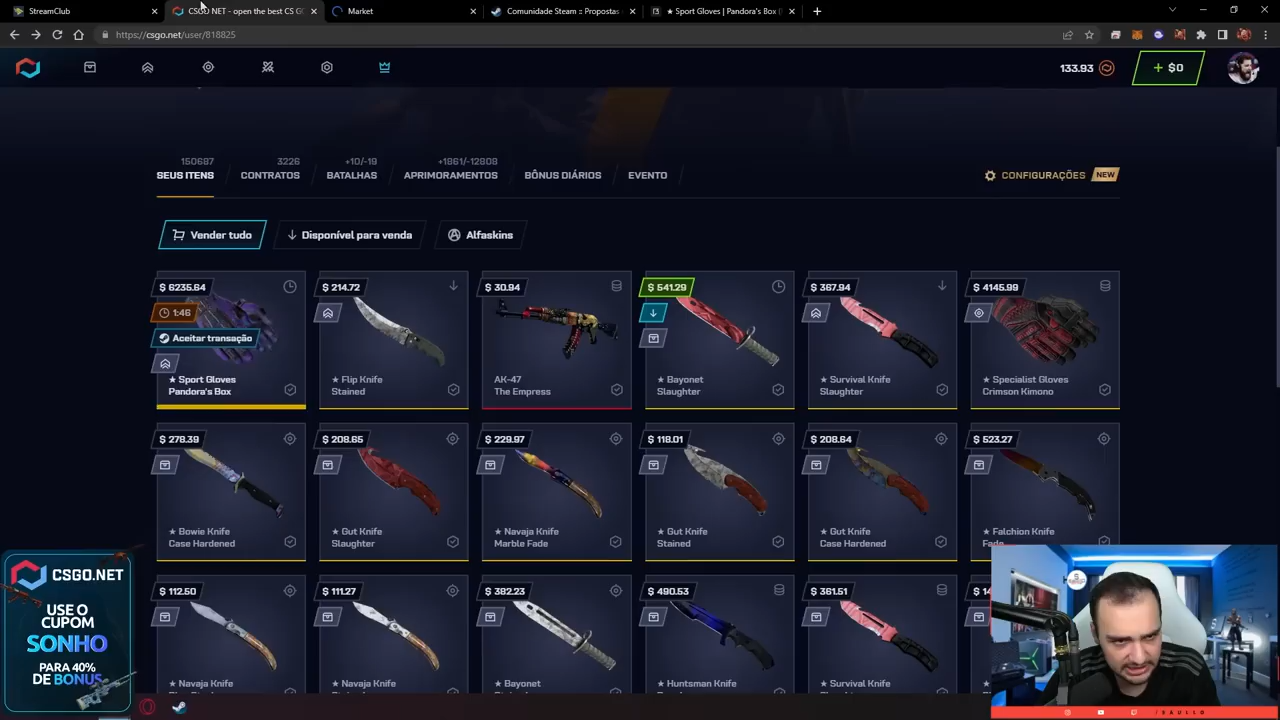 StreamClub
CSGO.NET - open the best CS GO
Market
Comunidade Steam :: Propostas
★ Sport Gloves | Pandora's Box (
https://csgo.net/user/818825
133.93
+ $0
150687
SEUS ITENS
3226
CONTRATOS
+10/-19
BATALHAS
+1861/-12808
APRIMORAMENTOS
BÔNUS DIÁRIOS
EVENTO
CONFIGURAÇÕES NEW
Vender tudo
Disponível para venda
Alfaskins
$ 6235.64
1:46
Aceitar transação
★ Sport Gloves
Pandora's Box
$ 214.72
★ Flip Knife
Stained
$ 30.94
AK-47
The Empress
$ 541.29
★ Bayonet
Slaughter
$ 367.94
★ Survival Knife
Slaughter
$ 4145.99
★ Specialist Gloves
Crimson Kimono
$ 278.39
★ Bowie Knife
Case Hardened
$ 208.65
★ Gut Knife
Slaughter
$ 229.97
★ Navaja Knife
Marble Fade
$ 118.01
★ Gut Knife
Stained
$ 208.64
★ Gut Knife
Case Hardened
$ 523.27
★ Falchion Knife
Fade
$ 112.50
★ Navaja Knife
$ 111.27
★ Navaja Knife
$ 382.23
★ Bayonet
$ 490.53
★ Huntsman Knife
$ 361.51
★ Survival Knife
CSGO.NET
USE O
CUPOM
SONHO
PARA 40%
DE BONUS
/ S A U L L O